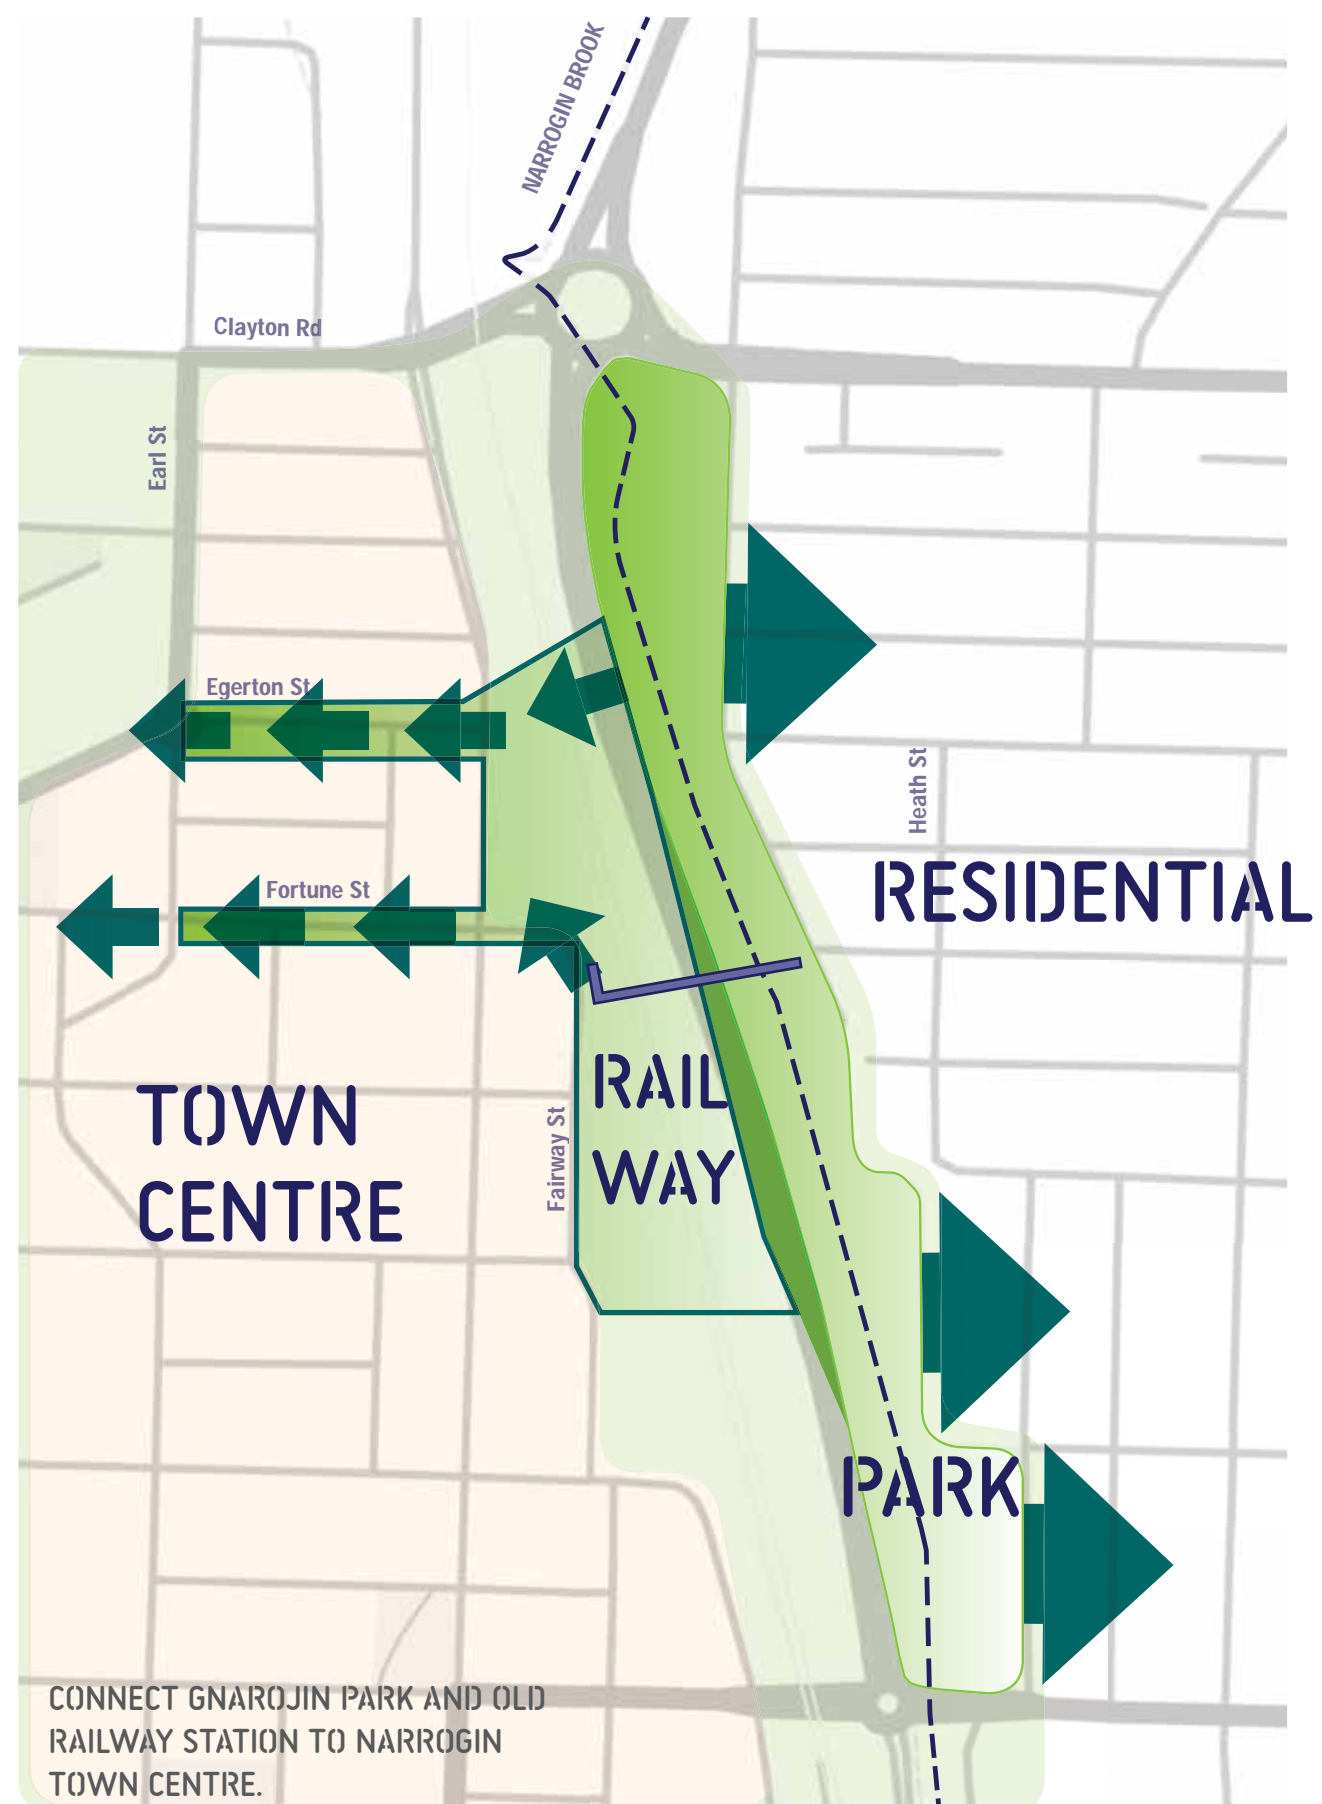 NARROGIN BROOK
Clayton Rd
Earl St
Egerton St
Heath St
RESIDENTIAL
Fortune St
RAIL
WAY
TOWN
CENTRE
Fairway St
PARK
CONNECT GNAROJIN PARK AND OLD
RAILWAY STATION TO NARROGIN
TOWN CENTRE.